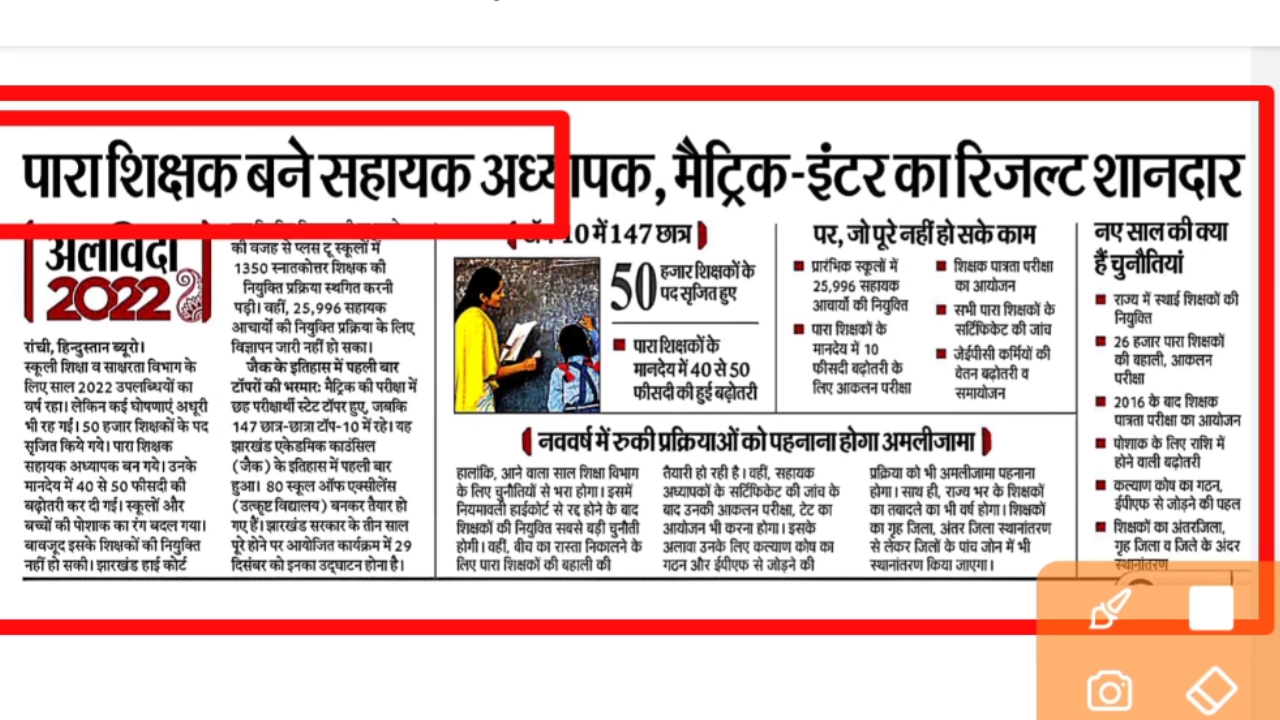 पारा शिक्षक बने सहायक अध्यापक, मैट्रिक-इंटर का रिजल्ट शानदार
अलविदा
2022
रांची, हिन्दुस्तान ब्यूरो।
स्कूली शिक्षा व साक्षरता विभाग के
लिए साल 2022 उपलब्धियों का
वर्ष रहा। लेकिन कई घोषणाएं अधूरी
भी रह गई। 50 हजार शिक्षकों के पद
सृजित किये गये। पारा शिक्षक
सहायक अध्यापक बन गये। उनके
मानदेय में 40 से 50 फीसदी की
बढ़ोतरी कर दी गई। स्कूलों और
बच्चों की पोशाक का रंग बदल गया।
बावजूद इसके शिक्षकों की नियुक्ति
नहीं हो सकी। झारखंड हाई कोर्ट
की वजह से प्लस टू स्कूलों में
1350 स्नातकोत्तर शिक्षक की
नियुक्ति प्रक्रिया स्थगित करनी
पड़ी। वहीं, 25,996 सहायक
आचार्यों की नियुक्ति प्रक्रिया के लिए
विज्ञापन जारी नहीं हो सका।
जैक के इतिहास में पहली बार
टॉपरों की भरमार: मैट्रिक की परीक्षा में
छह परीक्षार्थी स्टेट टॉपर हुए, जबकि
147 छात्र-छात्रा टॉप-10 में रहे। यह
झारखंड एकेडमिक काउंसिल
(जैक) के इतिहास में पहली बार
हुआ। 80 स्कूल ऑफ एक्सीलेंस
(उत्कृष्ट विद्यालय) बनकर तैयार हो
गए हैं। झारखंड सरकार के तीन साल
पूरे होने पर आयोजित कार्यक्रम में 29
दिसंबर को इनका उद्घाटन होना है।
10 में 147 छात्र
50 हजार शिक्षकों के
पद सृजित हुए
पारा शिक्षकों के
मानदेय में 40 से 50
फीसदी की हुई बढ़ोतरी
पर, जो पूरे नहीं हो सके काम
प्रारंभिक स्कूलों में
25,996 सहायक
आचार्यों की नियुक्ति
पारा शिक्षकों के
मानदेय में 10
फीसदी बढ़ोतरी के
लिए आकलन परीक्षा
शिक्षक पात्रता परीक्षा
का आयोजन
सभी पारा शिक्षकों के
सर्टिफिकेट की जांच
जेईपीसी कर्मियों की
वेतन बढ़ोतरी व
समायोजन
नववर्ष में रुकी प्रक्रियाओं को पहनाना होगा अमलीजामा
हालांकि, आने वाला साल शिक्षा विभाग
के लिए चुनौतियों से भरा होगा। इसमें
नियमावली हाईकोर्ट से रद्द होने के बाद
शिक्षकों की नियुक्ति सबसे बड़ी चुनौती
होगी। वहीं, बीच का रास्ता निकालने के
लिए पारा शिक्षकों की बहाली की
तैयारी हो रही है। वहीं, सहायक
अध्यापकों के सर्टिफिकेट की जांच के
बाद उनकी आकलन परीक्षा, टेट का
आयोजन भी करना होगा। इसके
अलावा उनके लिए कल्याण कोष का
गठन और ईपीएफ से जोड़ने की
प्रक्रिया को भी अमलीजामा पहनाना
होगा। साथ ही, राज्य भर के शिक्षकों
का तबादले का भी वर्ष होगा। शिक्षकों
का गृह जिला, अंतर जिला स्थानांतरण
से लेकर जिलों के पांच जोन में भी
स्थानांतरण किया जाएगा।
नए साल की क्या
हैं चुनौतियां
राज्य में स्थाई शिक्षकों की
नियुक्ति
26 हजार पारा शिक्षकों
की बहाली, आकलन
परीक्षा
2016 के बाद शिक्षक
पात्रता परीक्षा का आयोजन
पोशाक के लिए राशि में
होने वाली बढ़ोतरी
कल्याण कोष का गठन,
ईपीएफ से जोड़ने की पहल
शिक्षकों का अंतरजिला,
गृह जिला व जिले के अंदर
स्थानांतरण